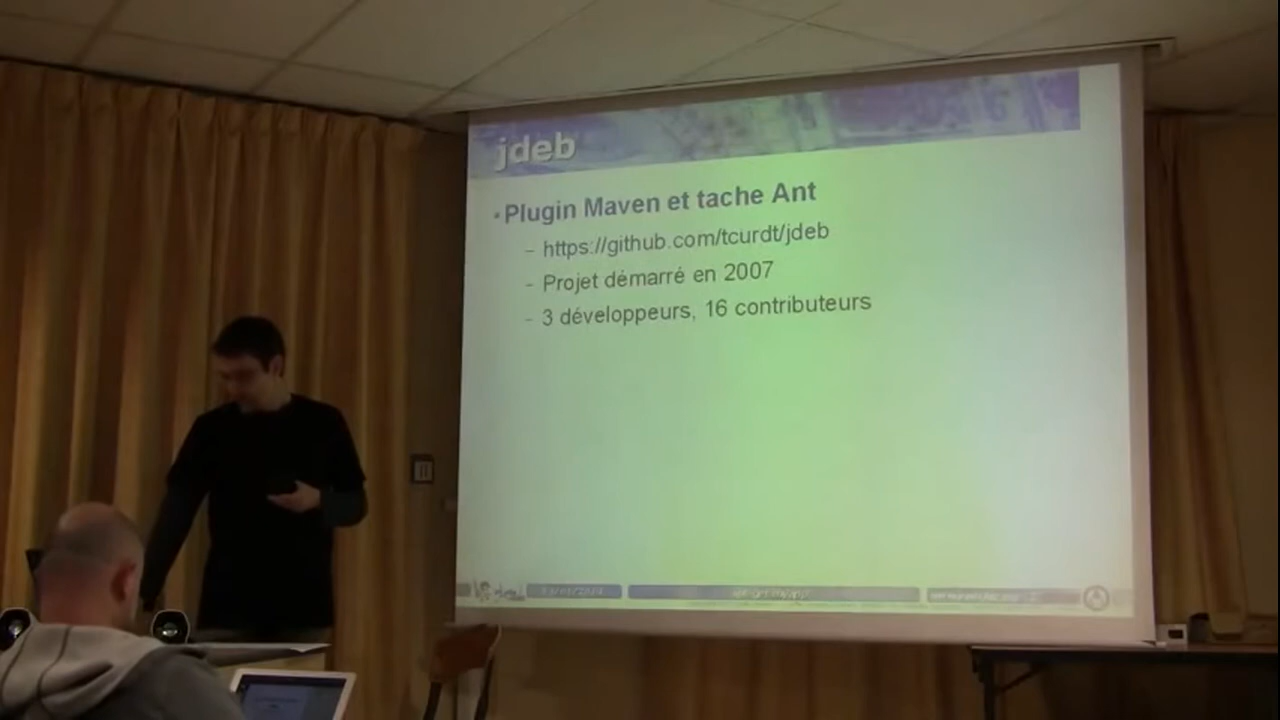 jdeb
Plugin Maven et tache Ant
– https://github.com/tcurdt/jdeb
– Projet démarré en 2007
– 3 développeurs, 16 contributeurs